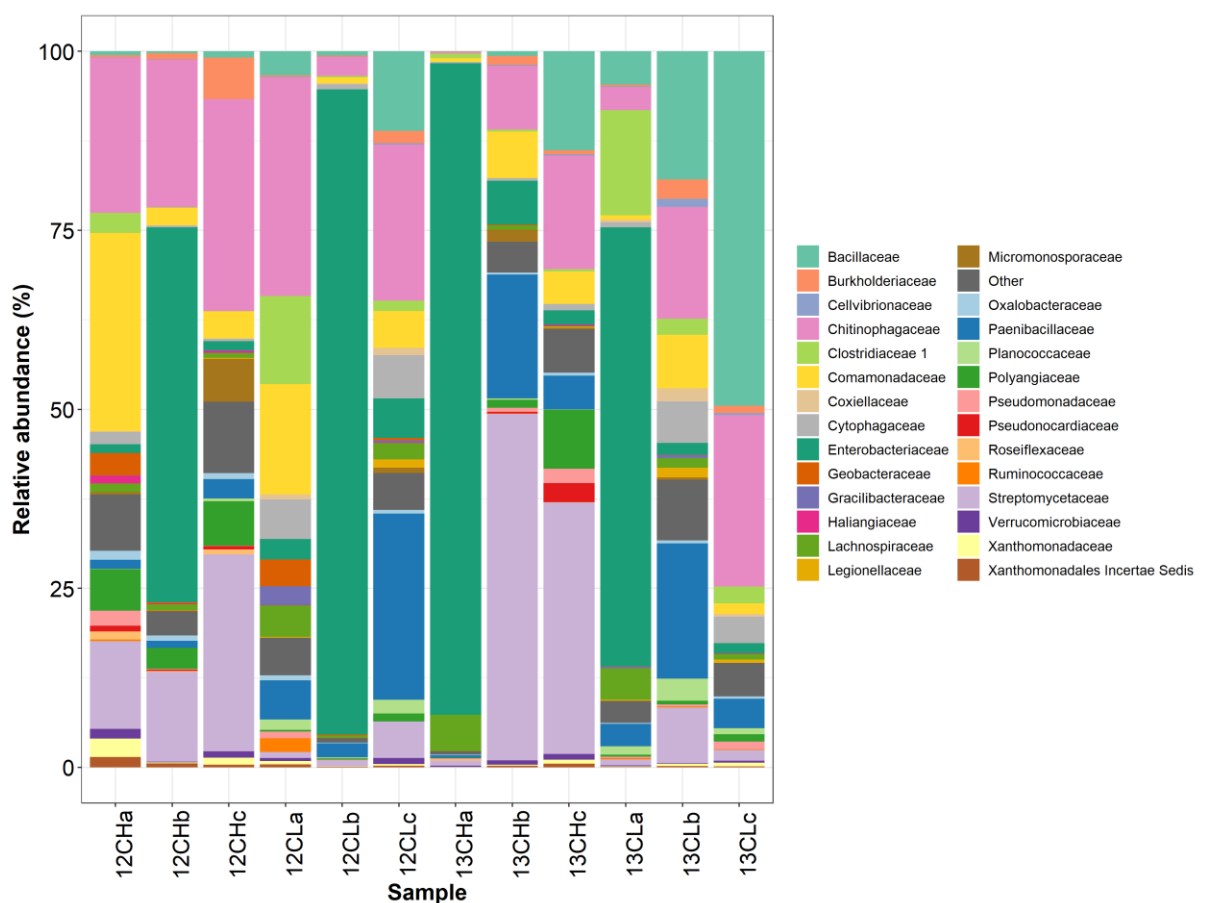 Relative abundance (%)
100
75
50
25
0
12CHa
12CHb
12CHc
12CLa
12CLb
12CLc
13CHa
13CHb
13CHc
13CLa
13CLb
13CLc
Sample
Bacillaceae
Burkholderiaceae
Cellvibrionaceae
Chitinophagaceae
Clostridiaceae 1
Comamonadaceae
Coxiellaceae
Cytophagaceae
Enterobacteriaceae
Geobacteraceae
Gracilibacteraceae
Haliangiaceae
Lachnospiraceae
Legionellaceae
Micromonosporaceae
Other
Oxalobacteraceae
Paenibacillaceae
Planococcaceae
Polyangiaceae
Pseudomonadaceae
Pseudonocardiaceae
Roseiflexaceae
Ruminococcaceae
Streptomycetaceae
Verrucomicrobiaceae
Xanthomonadaceae
Xanthomonadales Incertae Sedis